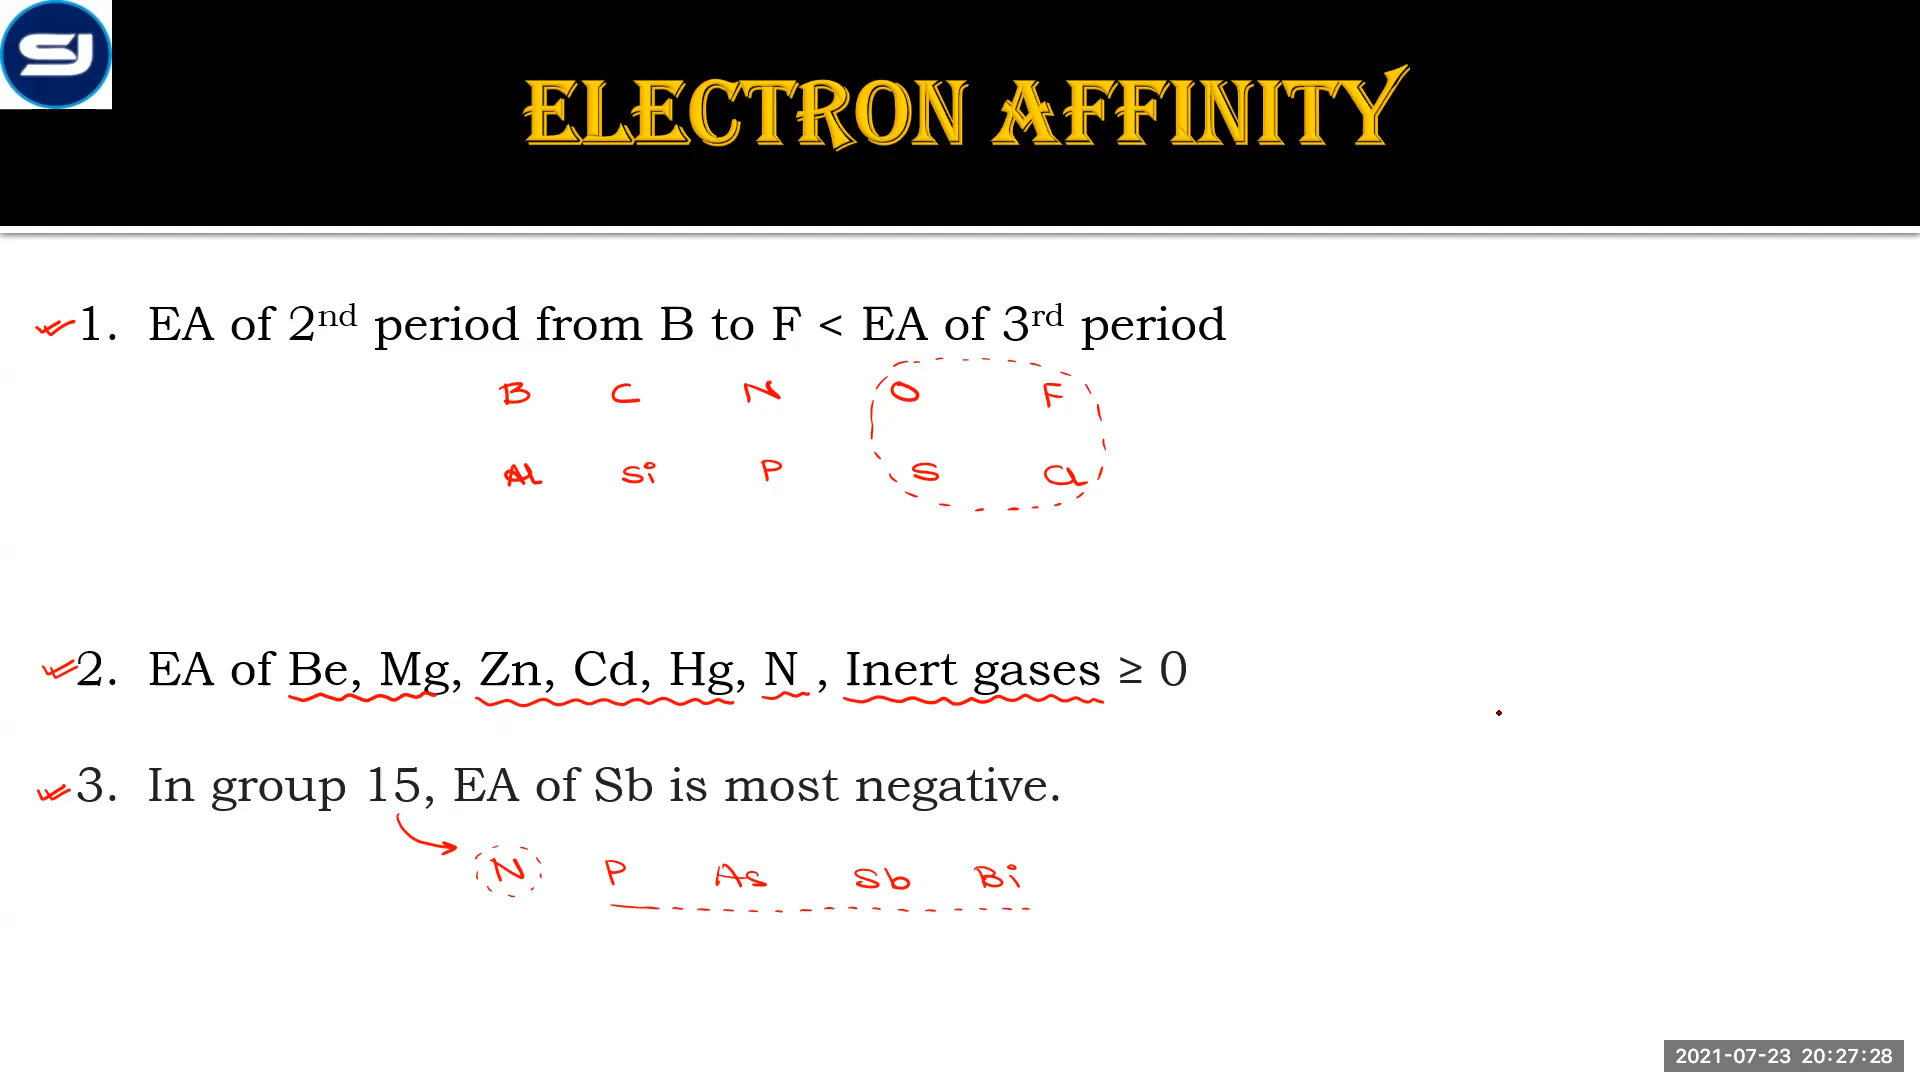 SJ
ELECTRON AFFINITY
1. EA of 2nd period from B to F < EA of 3rd period
B C N O F
Al Si P S Cl
2. EA of Be, Mg, Zn, Cd, Hg, N , Inert gases ≥ 0
3. In group 15, EA of Sb is most negative.
N P As Sb Bi
2021-07-23 20:27:28